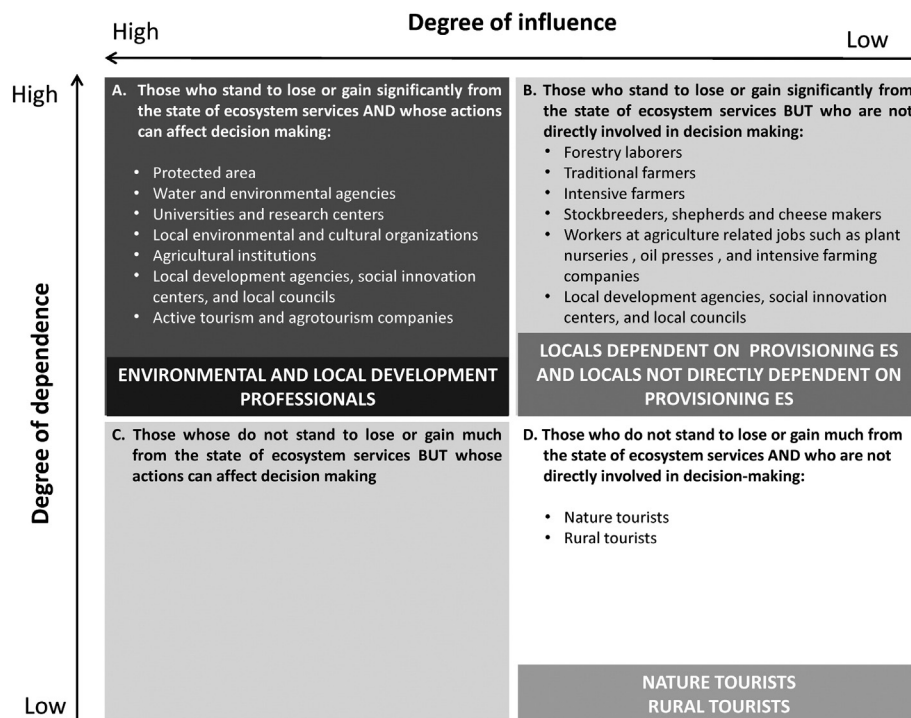 Degree of influence
High
Low
High
Degree of dependence
Low
A. Those who stand to lose or gain significantly from
the state of ecosystem services AND whose actions
can affect decision making:
• Protected area
• Water and environmental agencies
• Universities and research centers
• Local environmental and cultural organizations
• Agricultural institutions
• Local development agencies, social innovation
centers, and local councils
• Active tourism and agrotourism companies
ENVIRONMENTAL AND LOCAL DEVELOPMENT
PROFESSIONALS
B. Those who stand to lose or gain significantly from
the state of ecosystem services BUT who are not
directly involved in decision making:
• Forestry laborers
• Traditional farmers
• Intensive farmers
• Stockbreeders, shepherds and cheese makers
• Workers at agriculture related jobs such as plant
nurseries , oil presses , and intensive farming
companies
• Local development agencies, social innovation
centers, and local councils
LOCALS DEPENDENT ON PROVISIONING ES
AND LOCALS NOT DIRECTLY DEPENDENT ON
PROVISIONING ES
C. Those whose do not stand to lose or gain much
from the state of ecosystem services BUT whose
actions can affect decision making
D. Those who do not stand to lose or gain much from
the state of ecosystem services AND who are not
directly involved in decision-making:
• Nature tourists
• Rural tourists
NATURE TOURISTS
RURAL TOURISTS